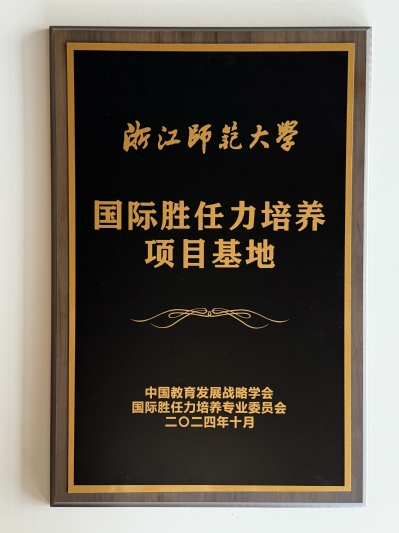 浙江师范大学
国际胜任力培养
项目基地
中国教育发展战略学会
国际胜任力培养专业委员会
二〇二四年十月